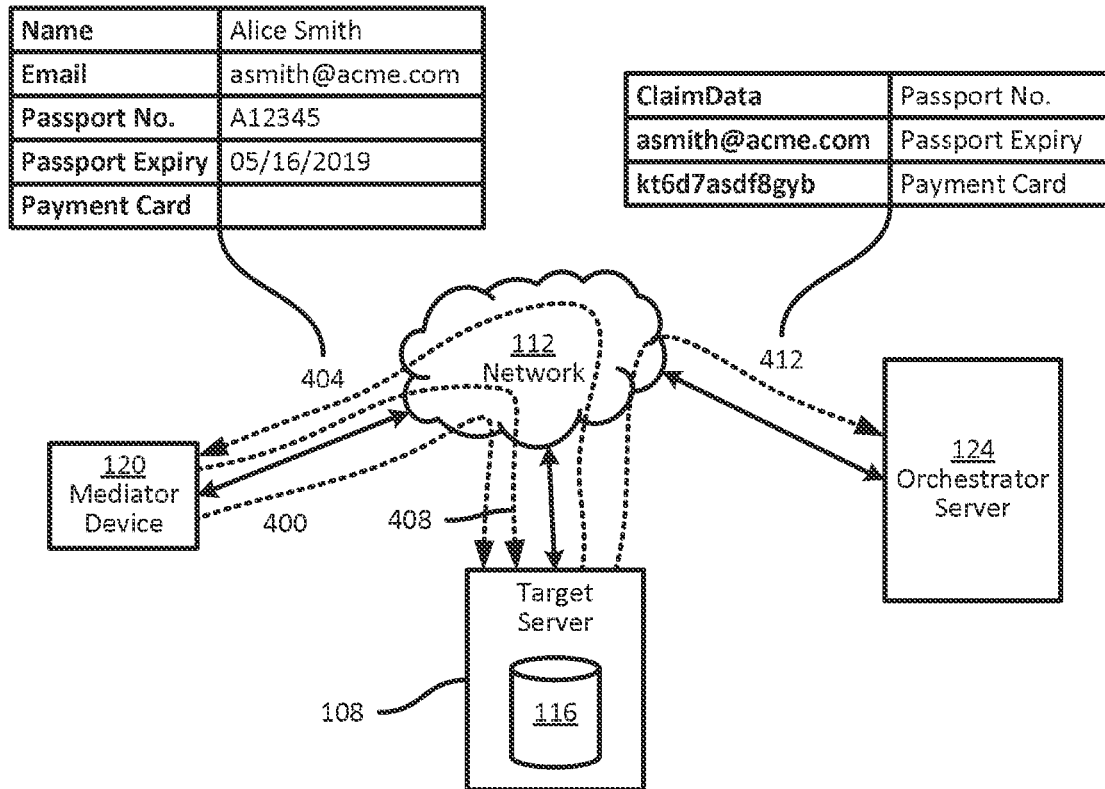 Name Alice Smith
Email asmith@acme.com
Passport No. A12345
Passport Expiry 05/16/2019
Payment Card
ClaimData Passport No.
asmith@acme.com Passport Expiry
kt6d7asdf8gyb Payment Card
112
Network
404
412
120
Mediator
Device
400
408
124
Orchestrator
Server
Target
Server
108
116